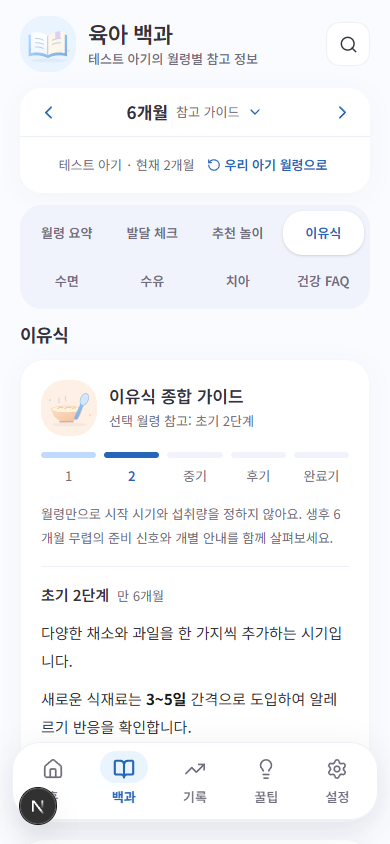 육아 백과
테스트 아기의 월령별 참고 정보
6개월 참고 가이드
테스트 아기 · 현재 2개월 우리 아기 월령으로
월령 요약 발달 체크 추천 놀이 이유식
수면 수유 치아 건강 FAQ
이유식
이유식 종합 가이드
선택 월령 참고: 초기 2단계
1 2 중기 후기 완료기
월령만으로 시작 시기와 섭취량을 정하지 않아요. 생후 6
개월 무렵의 준비 신호와 개별 안내를 함께 살펴보세요.
초기 2단계 만 6개월
다양한 채소와 과일을 한 가지씩 추가하는 시기입
니다.
새로운 식재료는 3~5일 간격으로 도입하여 알레
르기 반응을 확인합니다.
백과 기록 꿀팁 설정
N